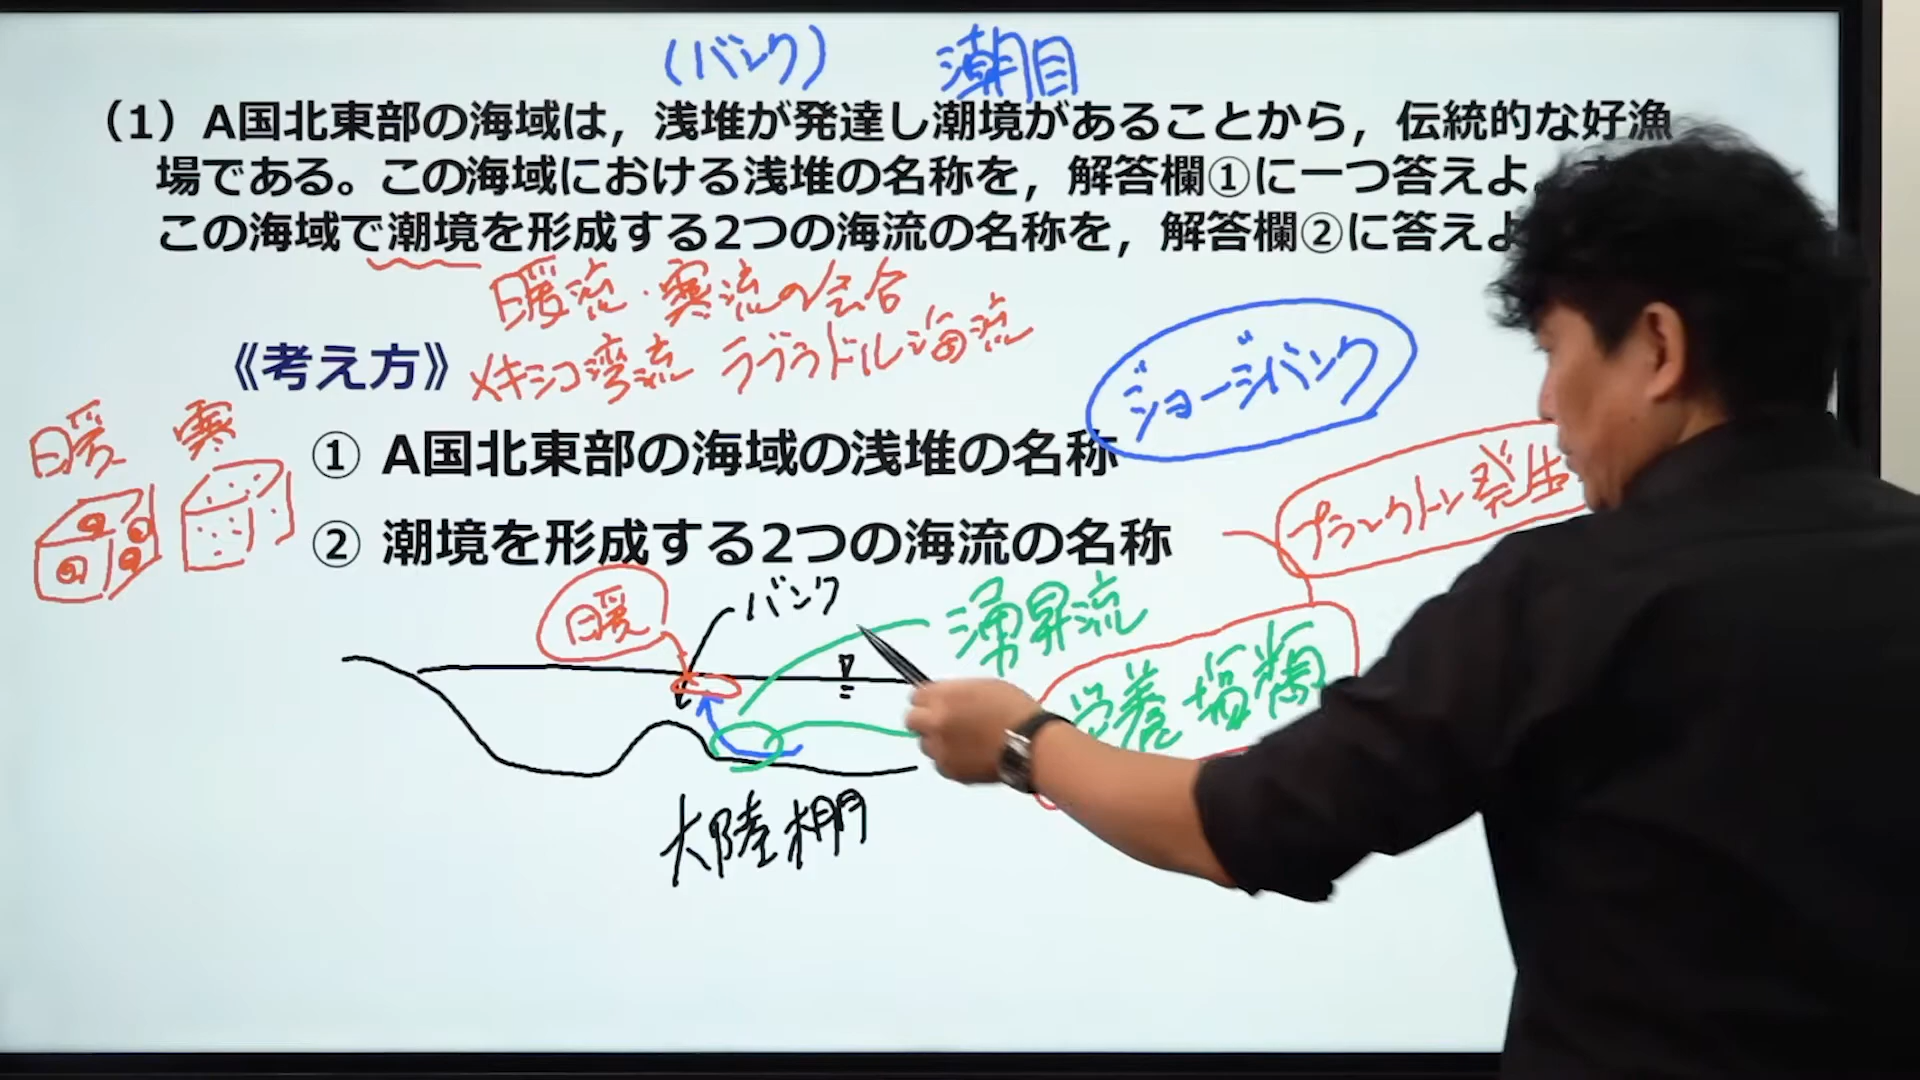 (バンク) 潮目
（1）A国北東部の海域は，浅堆が発達し潮境があることから，伝統的な好漁
場である。この海域における浅堆の名称を，解答欄①に一つ答えよ。
この海域で潮境を形成する2つの海流の名称を，解答欄②に答えよ
暖流・寒流の会合
《考え方》 メキシコ湾流 ラブラドル海流
ジョージバンク
暖 寒
① A国北東部の海域の浅堆の名称
プランクトン発生
② 潮境を形成する2つの海流の名称
暖 バンク 湧昇流
栄養塩類
大陸棚